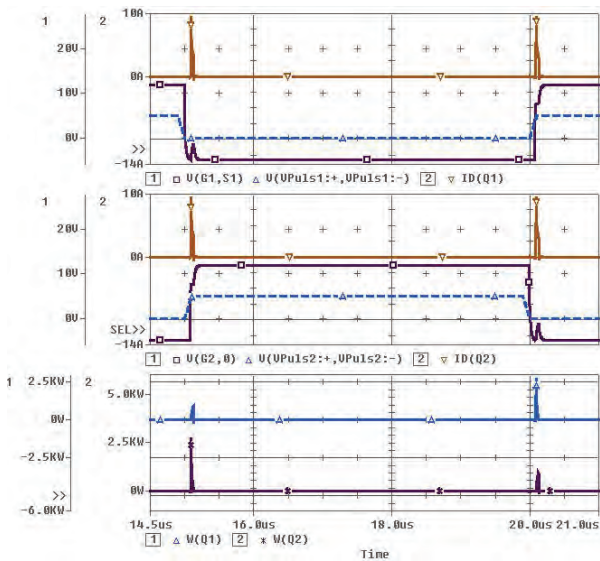 1 2 10A
20V
0A
10V
0V
>>
-14A
1 V(G1,S1) V(VPuls1:+,VPuls1:-) 2 ID(Q1)
1 2 10A
20V
0A
10V
0V
SEL>>
-14A
1 V(G2,0) V(VPuls2:+,VPuls2:-) 2 ID(Q2)
1 2.5KW 2
5.0KW
0W
2.5KW
-2.5KW
>>
0W
-6.0KW
14.5us 16.0us 18.0us 20.0us 21.0us
1 W(Q1) 2 W(Q2)
Time